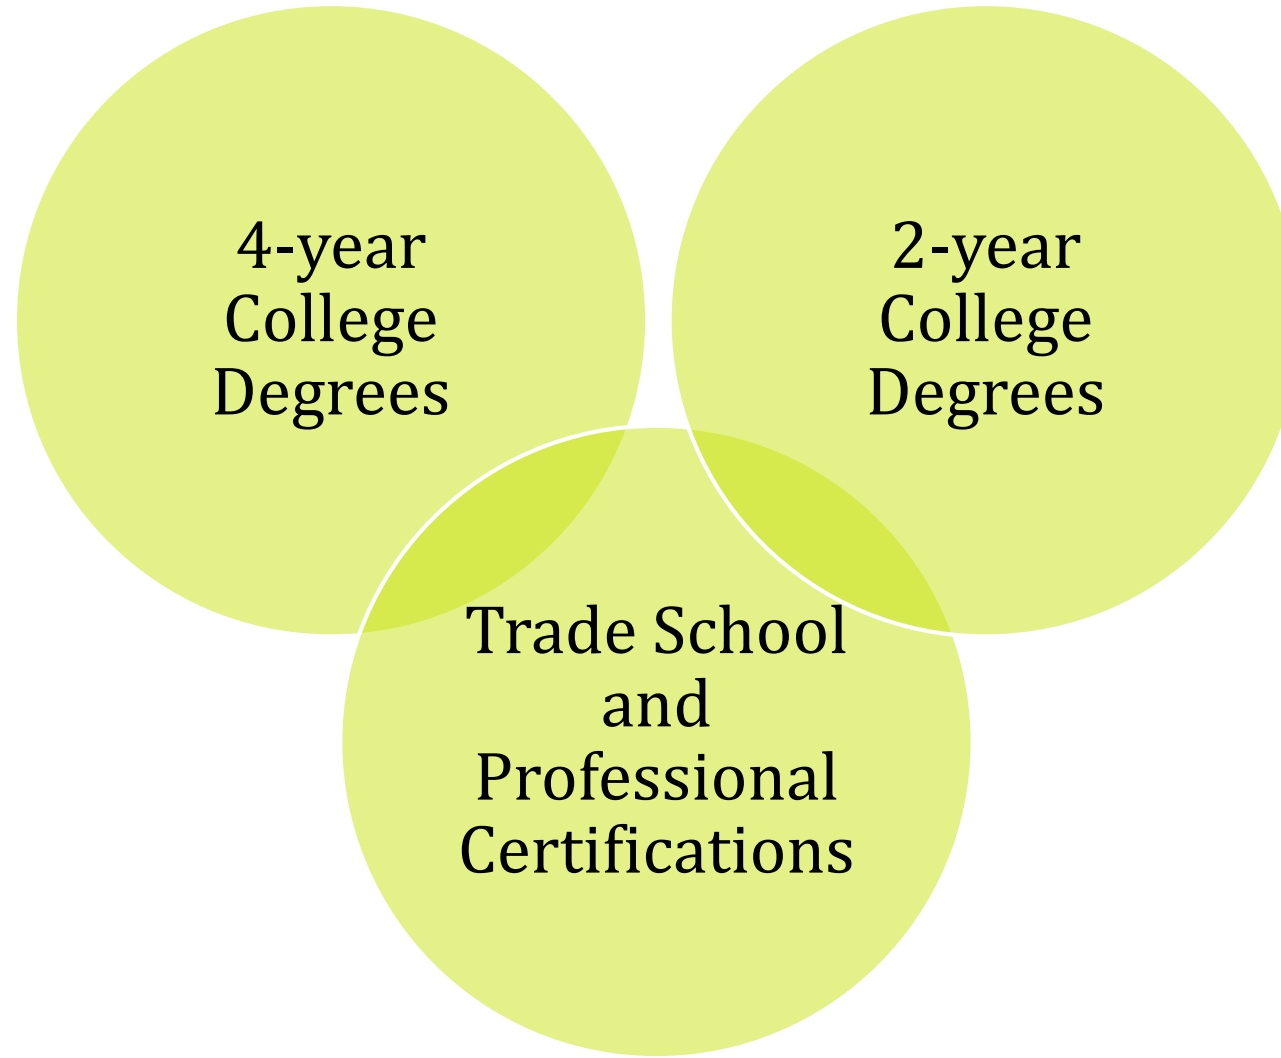 4-year
College
Degrees
2-year
College
Degrees
Trade School
and
Professional
Certifications